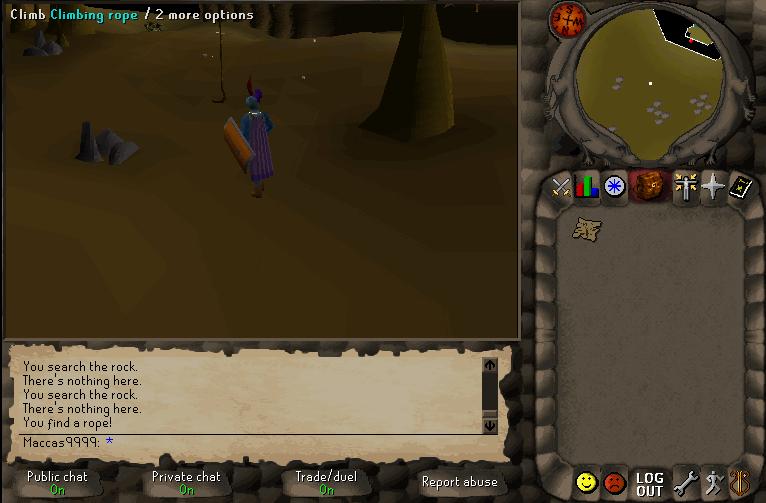 Climb Climbing rope / 2 more options
You search the rock.
There's nothing here.
You search the rock.
There's nothing here.
You find a rope!
Maccas9999: *
Public chat
On
Private chat
On
Trade/duel
On
Report abuse
LOG
OUT